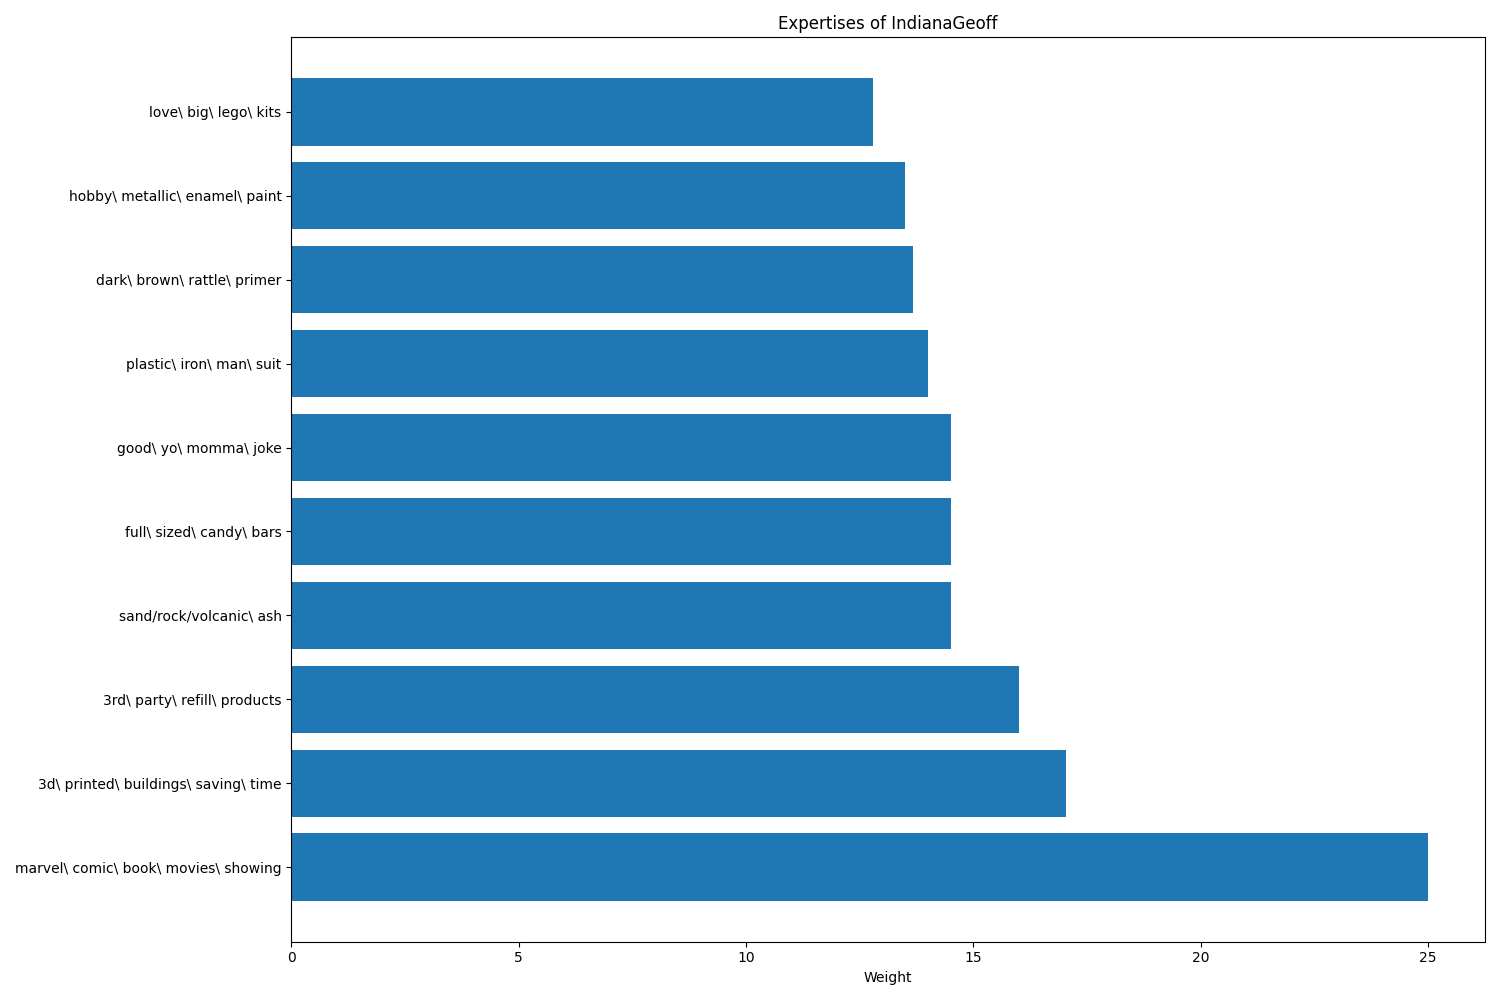 Expertises of IndianaGeoff
love\ big\ lego\ kits
hobby\ metallic\ enamel\ paint
dark\ brown\ rattle\ primer
plastic\ iron\ man\ suit
good\ yo\ momma\ joke
full\ sized\ candy\ bars
sand/rock/volcanic\ ash
3rd\ party\ refill\ products
3d\ printed\ buildings\ saving\ time
marvel\ comic\ book\ movies\ showing
0 5 10 15 20 25
Weight